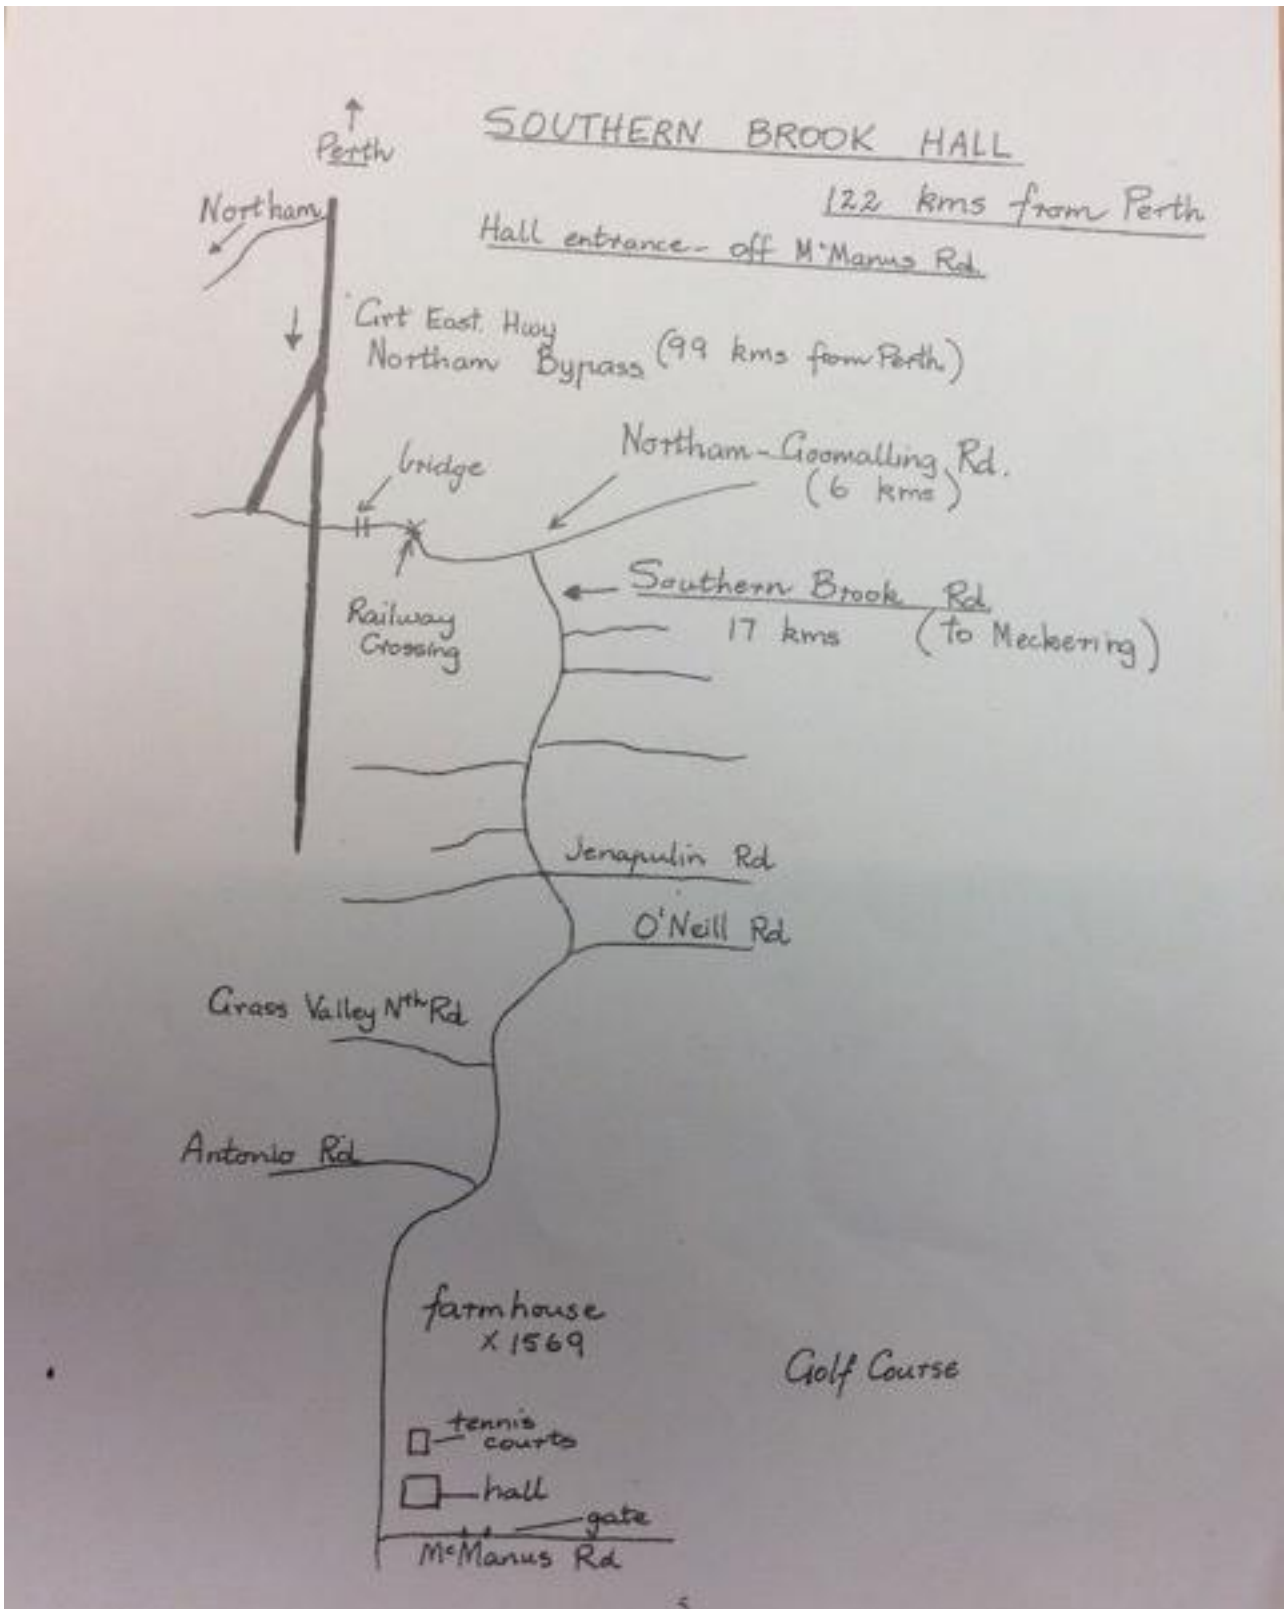 SOUTHERN BROOK HALL
Perth
122 kms from Perth
Northam
Hall entrance - off McManus Rd.
Grt East. Hwy
Northam Bypass (99 kms from Perth)
Northam - Goomalling Rd.
(6 kms)
bridge
Southern Brook Rd.
17 kms (to Meckering)
Railway
Crossing
Jenapulin Rd
O'Neill Rd
Grass Valley Nth Rd
Antonio Rd
farmhouse
X 1569
Golf Course
tennis
courts
hall
gate
McManus Rd